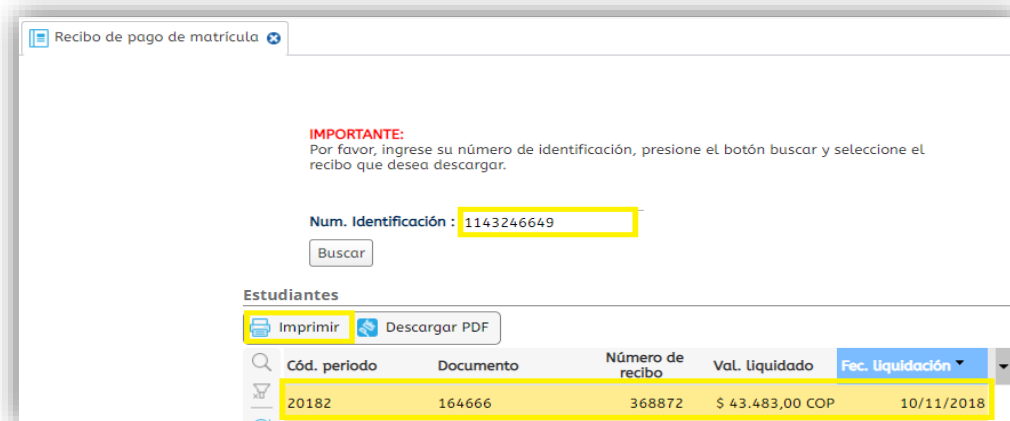 Recibo de pago de matrícula
IMPORTANTE:
Por favor, ingrese su número de identificación, presione el botón buscar y seleccione el
recibo que desea descargar.
Num. Identificación : 1143246649
Buscar
Estudiantes
Imprimir Descargar PDF
Cód. periodo Documento Número de recibo Val. liquidado Fec. liquidación
20182 164666 368872 $ 43.483,00 COP 10/11/2018